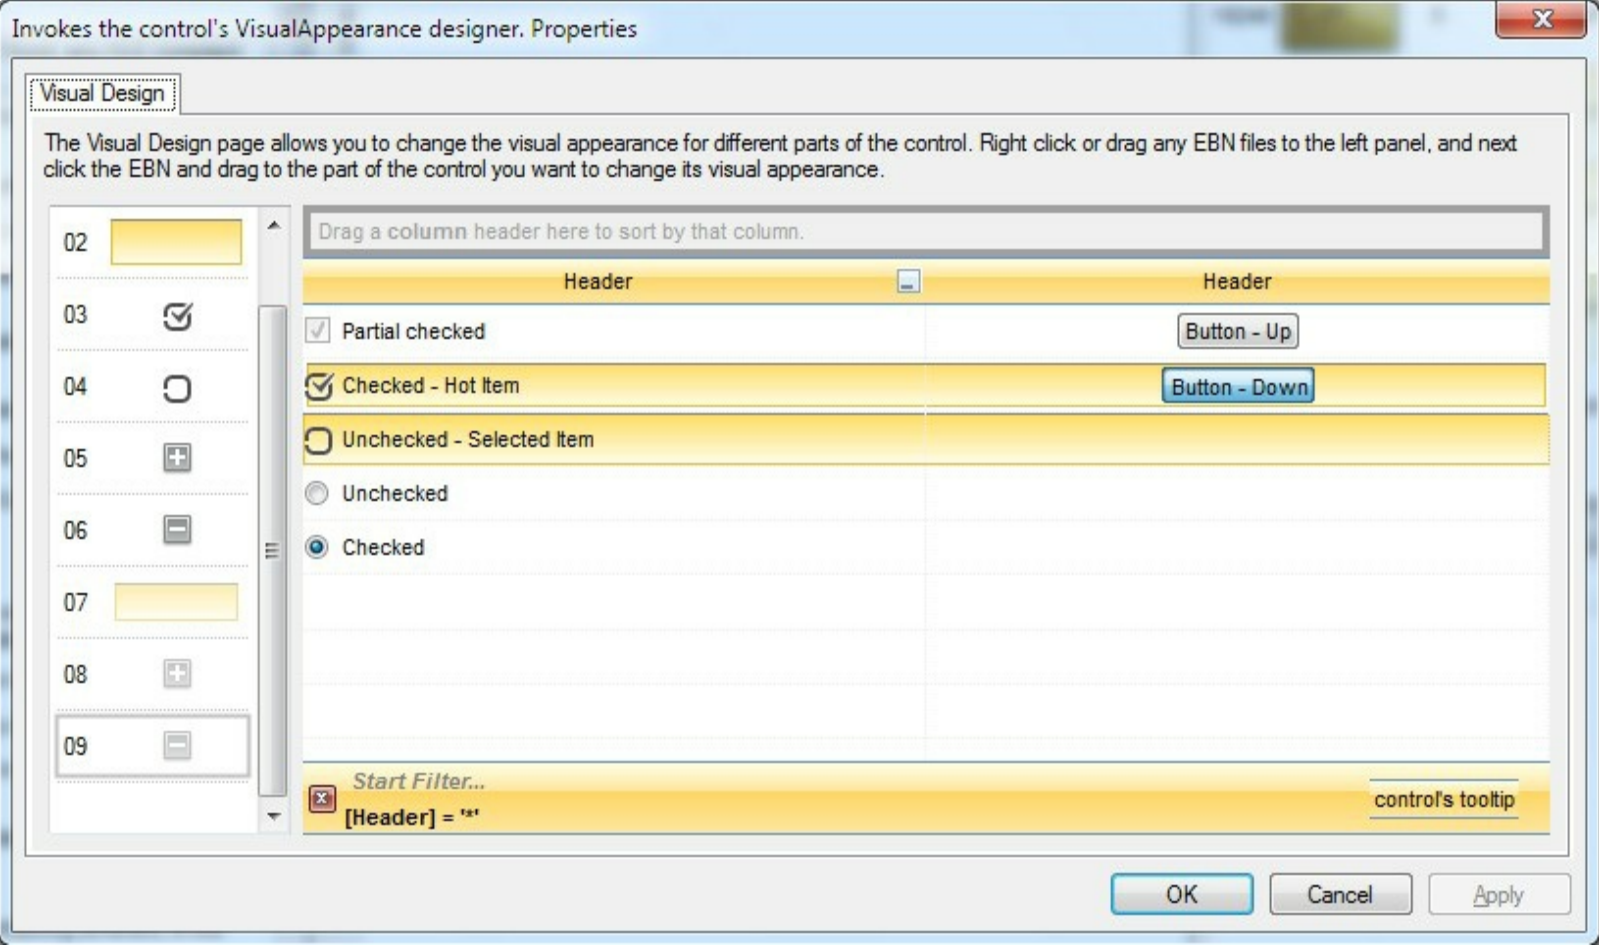 Invokes the control's VisualAppearance designer. Properties
Visual Design
The Visual Design page allows you to change the visual appearance for different parts of the control. Right click or drag any EBN files to the left panel, and next
click the EBN and drag to the part of the control you want to change its visual appearance.
02
03
04
05
06
07
08
09
Drag a column header here to sort by that column.
Header Header
Partial checked Button - Up
Checked - Hot Item Button - Down
Unchecked - Selected Item
Unchecked
Checked
Start Filter...
[Header] = '*'
control's tooltip
OK Cancel Apply